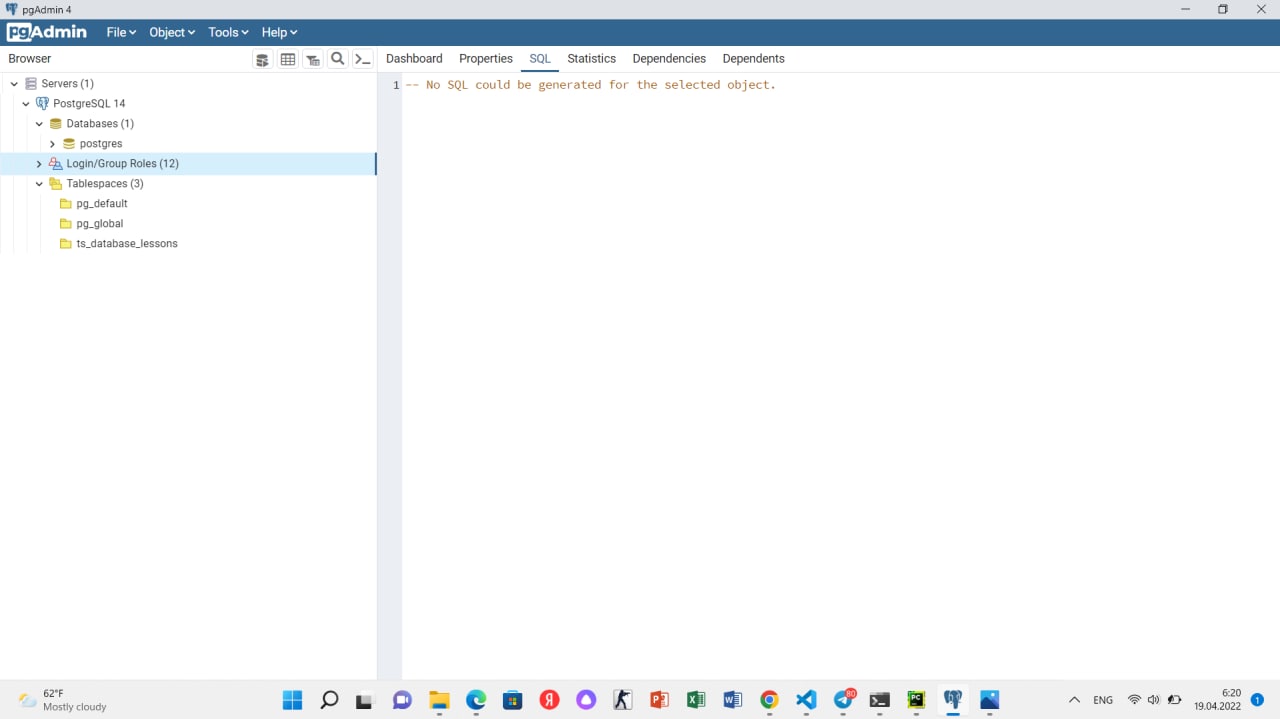 pgAdmin 4
pgAdmin File Object Tools Help
Browser
Dashboard Properties SQL Statistics Dependencies Dependents
Servers (1)
PostgreSQL 14
Databases (1)
postgres
Login/Group Roles (12)
Tablespaces (3)
pg_default
pg_global
ts_database_lessons
1 -- No SQL could be generated for the selected object.
62°F
Mostly cloudy
Я
80
PC
ENG
6:20
19.04.2022
1